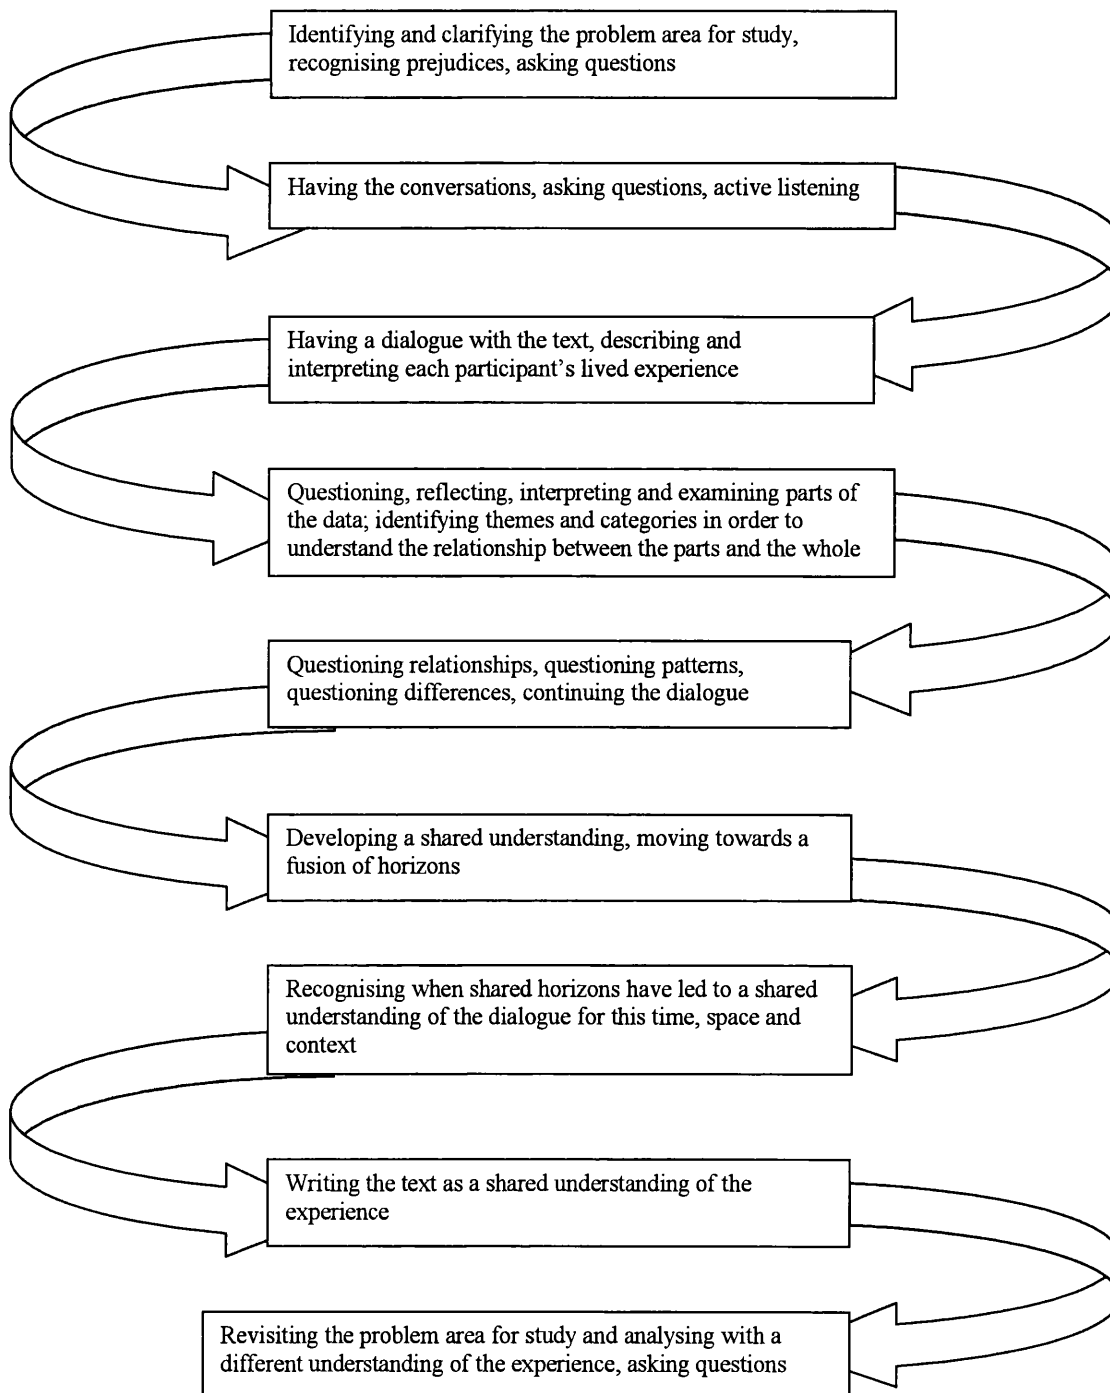 Identifying and clarifying the problem area for study,
recognising prejudices, asking questions
Having the conversations, asking questions, active listening
Having a dialogue with the text, describing and
interpreting each participant's lived experience
Questioning, reflecting, interpreting and examining parts of
the data; identifying themes and categories in order to
understand the relationship between the parts and the whole
Questioning relationships, questioning patterns,
questioning differences, continuing the dialogue
Developing a shared understanding, moving towards a
fusion of horizons
Recognising when shared horizons have led to a shared
understanding of the dialogue for this time, space and
context
Writing the text as a shared understanding of the
experience
Revisiting the problem area for study and analysing with a
different understanding of the experience, asking questions